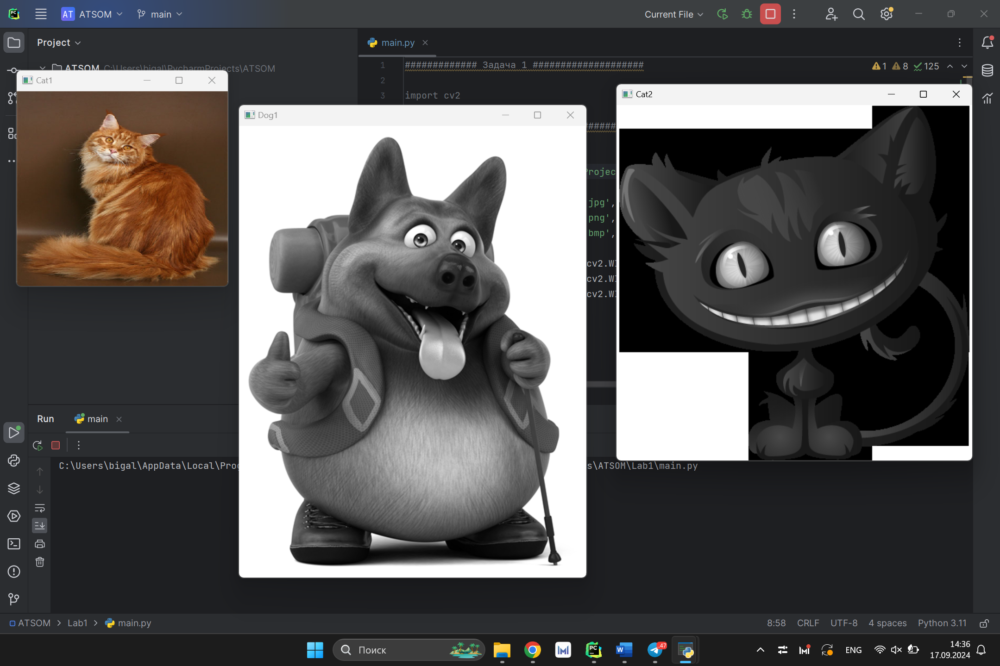 AT ATSOM main
Current File
Project
main.py
ATSOM C:\Users\bigal\PycharmProjects\ATSOM
1 ############# Задача 1 ####################
1 8 125
2
3 import cv2
Cat1
Dog1
Cat2
#####
Projec
jpg',
png',
bmp',
cv2.WI
cv2.WI
cv2.WI
Run main
C:\Users\bigal\AppData\Local\Prog
s\ATSOM\Lab1\main.py
ATSOM > Lab1 > main.py
8:58 CRLF UTF-8 4 spaces Python 3.11
Поиск
PC
W
47
ENG
14:36
17.09.2024